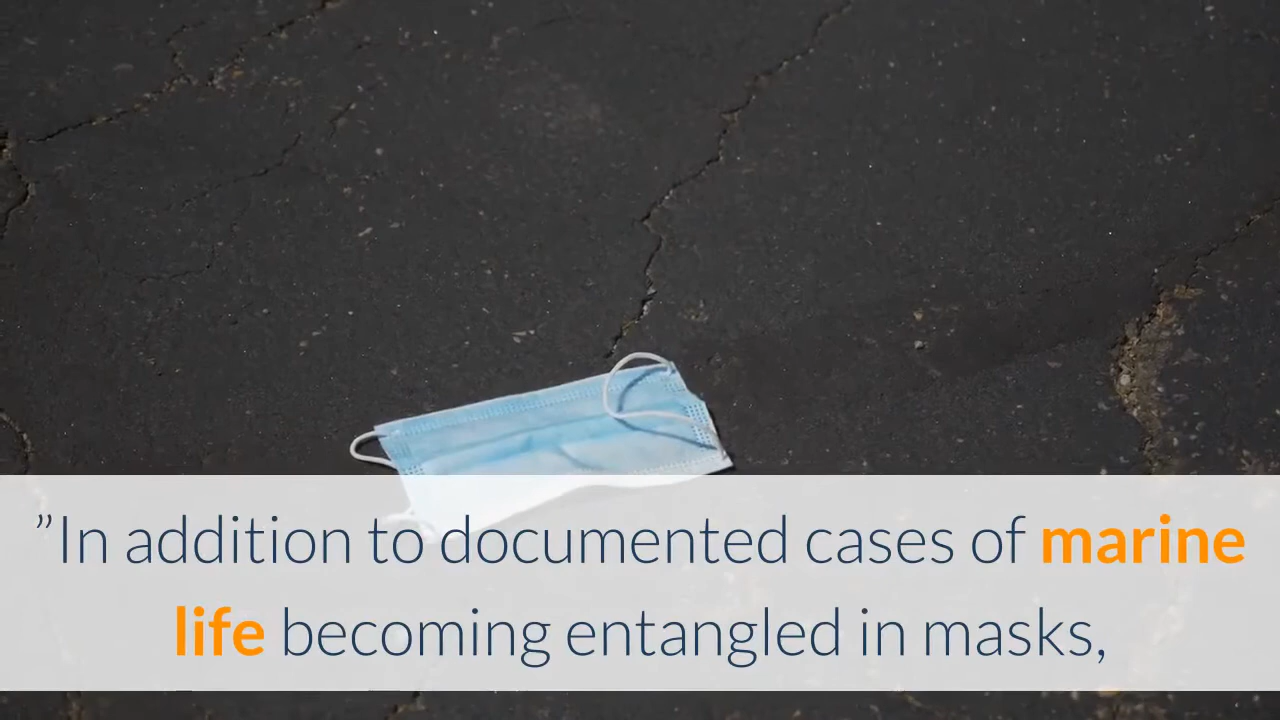 ”In addition to documented cases of marine
life becoming entangled in masks,